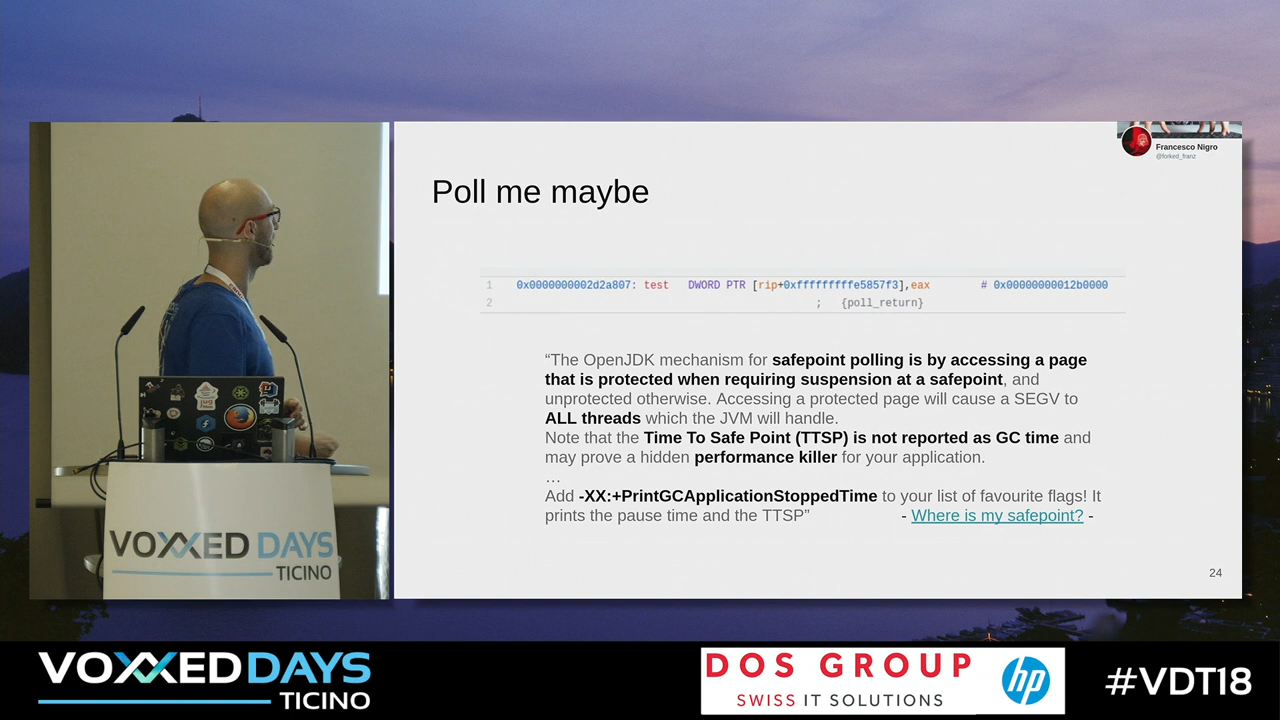 Francesco Nigro
@forked_franz
Poll me maybe
1 0x0000000002d2a807: test DWORD PTR [rip+0xfffffffffe5857f3],eax # 0x00000000012b0000
2 ; {poll_return}
“The OpenJDK mechanism for safepoint polling is by accessing a page
that is protected when requiring suspension at a safepoint, and
unprotected otherwise. Accessing a protected page will cause a SEGV to
ALL threads which the JVM will handle.
Note that the Time To Safe Point (TTSP) is not reported as GC time and
may prove a hidden performance killer for your application.
…
Add -XX:+PrintGCApplicationStoppedTime to your list of favourite flags! It
prints the pause time and the TTSP” - Where is my safepoint? -
24
VOXXED DAYS
TICINO
VOXXED DAYS
TICINO
DOS GROUP
SWISS IT SOLUTIONS
hp
#VDT18